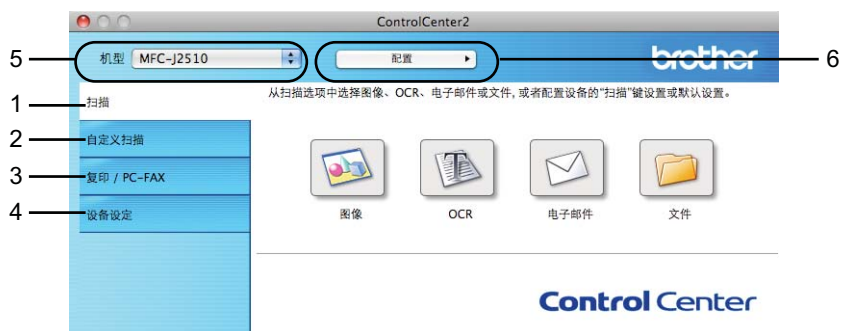 ControlCenter2
5 机型 MFC-J2510 配置 6
brother
1 扫描
从扫描选项中选择图像、OCR、电子邮件或文件, 或者配置设备的“扫描”键设置或默认设置。
2 自定义扫描
3 复印 / PC-FAX
4 设备设定
图像 OCR 电子邮件 文件
Control Center